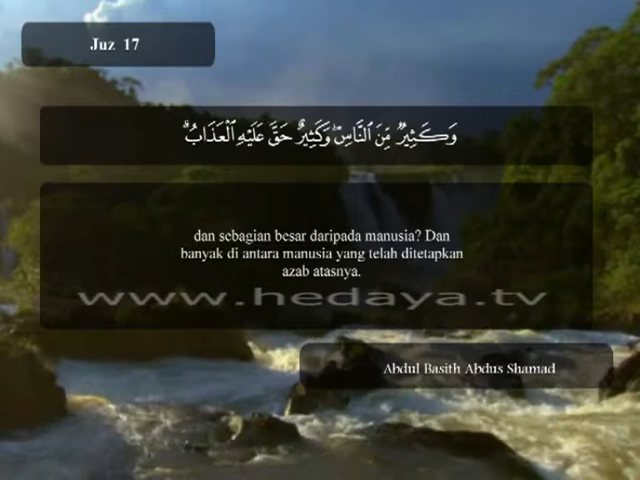 Juz 17
وَكَثِيرٌ مِّنَ ٱلنَّاسِ ۖ وَكَثِيرٌ حَقَّ عَلَيْهِ ٱلْعَذَابُ ۗ
dan sebagian besar daripada manusia? Dan
banyak di antara manusia yang telah ditetapkan
azab atasnya.
www.hedaya.tv
Abdul Basith Abdus Shamad